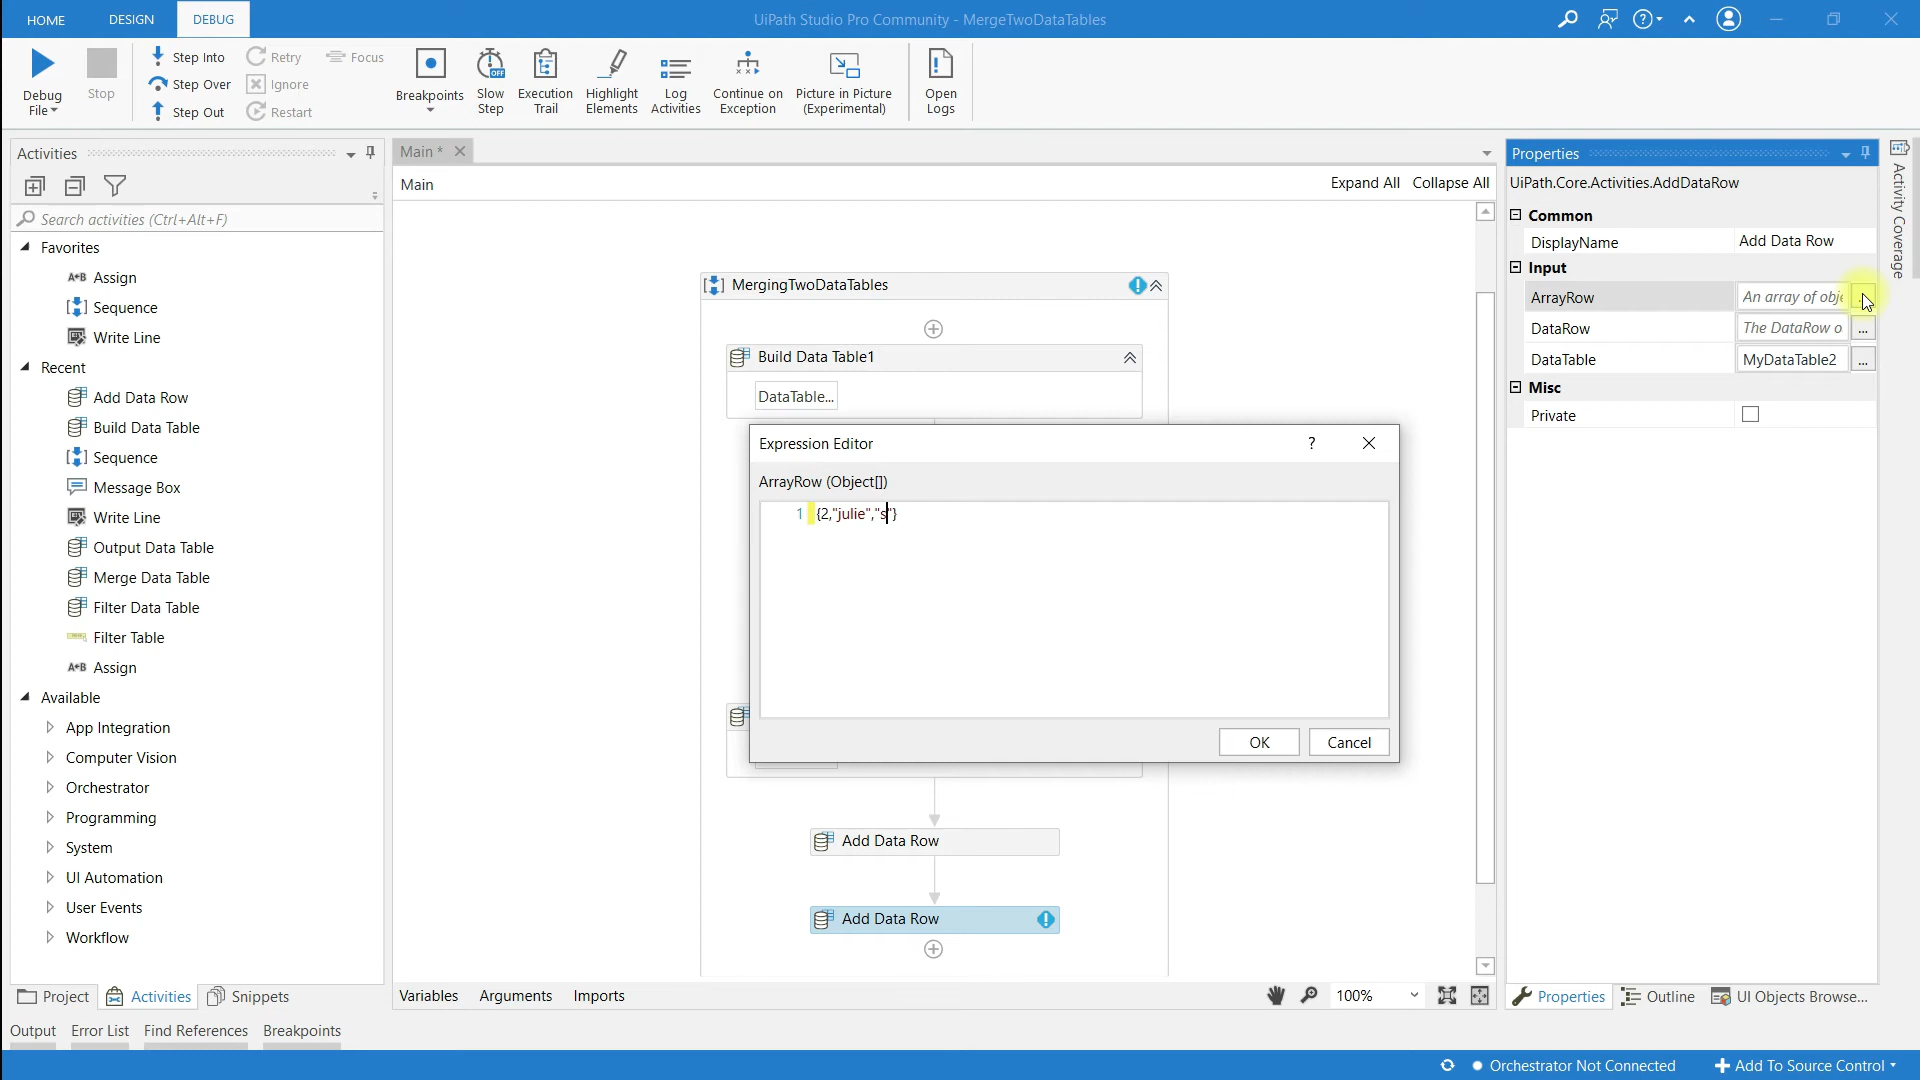 HOME DESIGN DEBUG UiPath Studio Pro Community - MergeTwoDataTables
Debug File Stop
Step Into Retry Focus
Step Over Ignore
Step Out Restart
Breakpoints
Slow Step
OFF
Execution Trail
Highlight Elements
Log Activities
Continue on Exception
Picture in Picture (Experimental)
Open Logs
Activities
Search activities (Ctrl+Alt+F)
Favorites
A+B Assign
Sequence
Write Line
Recent
Add Data Row
Build Data Table
Sequence
Message Box
Write Line
Output Data Table
Merge Data Table
Filter Data Table
Filter Table
A+B Assign
Available
App Integration
Computer Vision
Orchestrator
Programming
System
UI Automation
User Events
Workflow
Project Activities Snippets
Main *
Main Expand All Collapse All
MergingTwoDataTables
Build Data Table1
DataTable...
Expression Editor ?
ArrayRow (Object[])
1 {2,"julie","s"}
OK Cancel
Add Data Row
Add Data Row
Variables Arguments Imports 100%
Properties
UiPath.Core.Activities.AddDataRow
Common
DisplayName Add Data Row
Input
ArrayRow An array of obje
DataRow The DataRow o ...
DataTable MyDataTable2 ...
Misc
Private
Properties Outline UI Objects Browse...
Activity Coverage
Output Error List Find References Breakpoints
Orchestrator Not Connected Add To Source Control